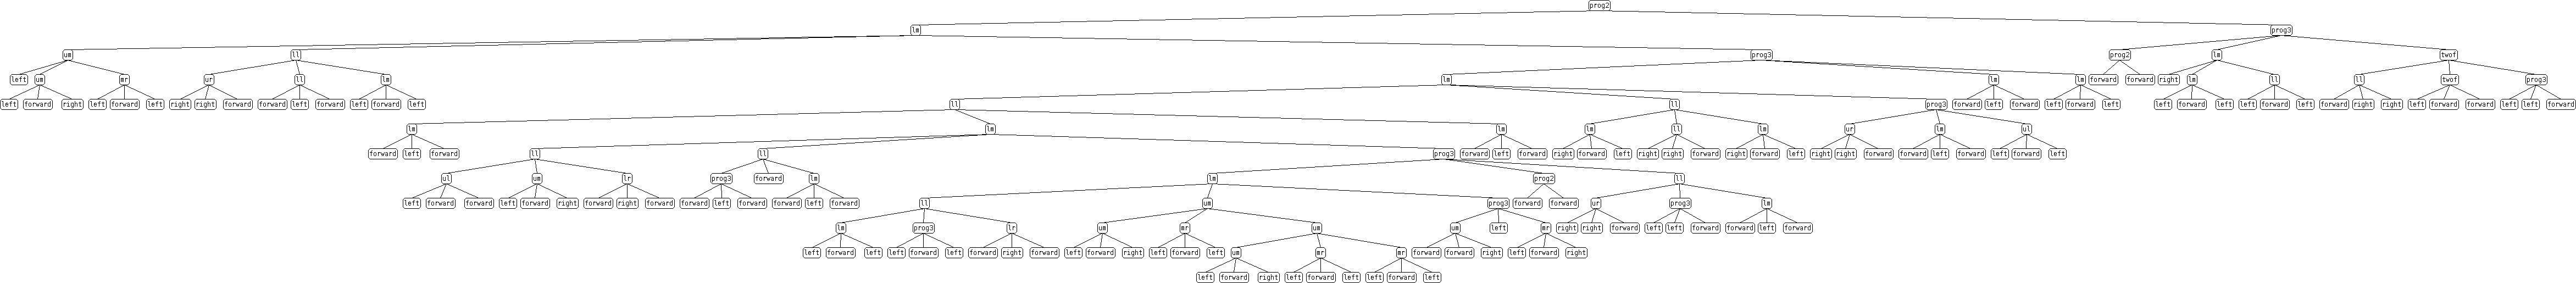 prog2
lm prog3
um ll prog3 prog2 lm twof
left um mr ur ll lm lm lm lm forward forward right lm ll ll twof prog3
left forward right left forward left right right forward forward left forward left forward left ll ll prog3 forward left forward left forward left left forward left left forward left forward right right left forward forward left left forward
lm lm lm lm ll lm ur lm ul
forward left forward ll ll prog3 forward left forward right forward left right right forward right forward left right right forward forward left forward left forward left
ul um lr prog3 forward lm lm prog2 ll
left forward forward left forward right forward right forward forward left forward forward left forward ll um prog3 forward forward ur prog3 lm
lm prog3 lr um mr um um left mr right right forward left left forward forward left forward
left forward left left forward left forward right forward left forward right left forward left um mr mr forward forward right left forward right
left forward right left forward left left forward left